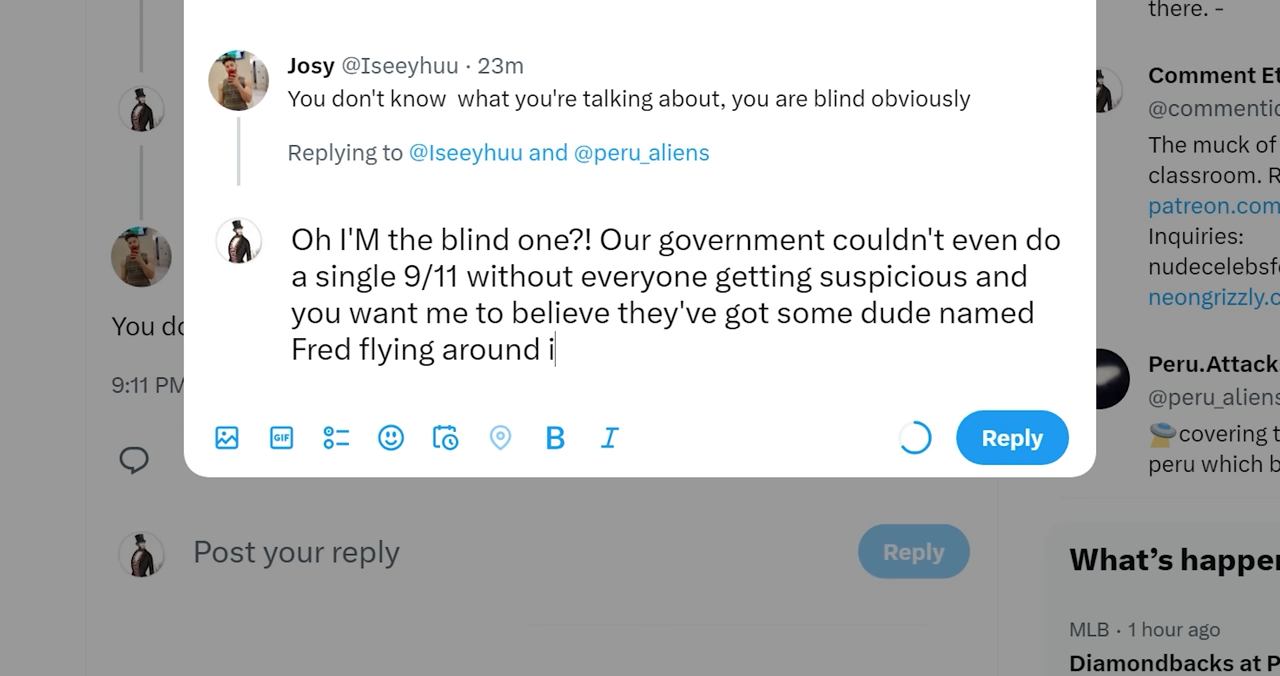 there. -
Josy @Iseeyhuu · 23m
You don't know what you're talking about, you are blind obviously
Replying to @Iseeyhuu and @peru_aliens
Oh I'M the blind one?! Our government couldn't even do
a single 9/11 without everyone getting suspicious and
you want me to believe they've got some dude named
Fred flying around i
GIF
B I
Reply
You do
9:11 PM
Post your reply
Reply
Comment Et
@commentic
The muck of
classroom. R
patreon.com
Inquiries:
nudecelebsf
neongrizzly.c
Peru.Attack
@peru_aliens
covering t
peru which b
What's happen
MLB · 1 hour ago
Diamondbacks at P